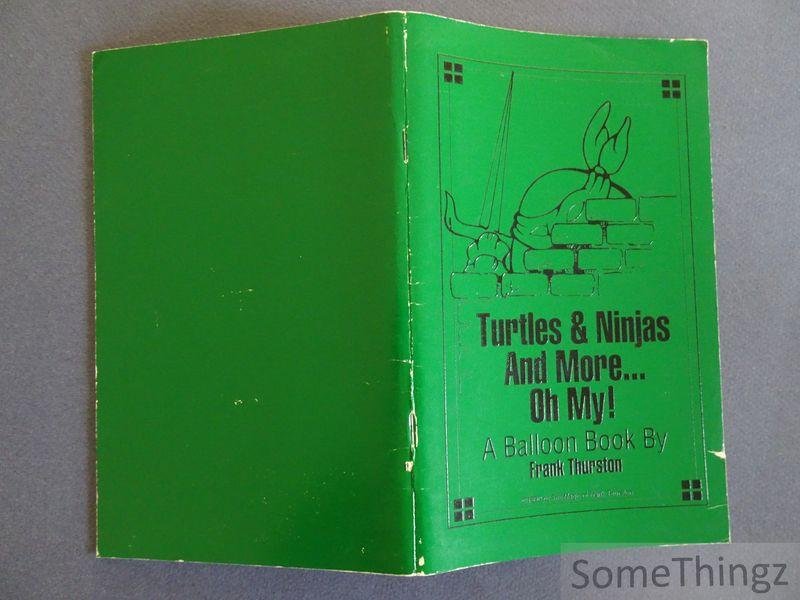 Turtles & Ninjas
And More...
Oh My!
A Balloon Book By
Frank Thurston
SomeThingz